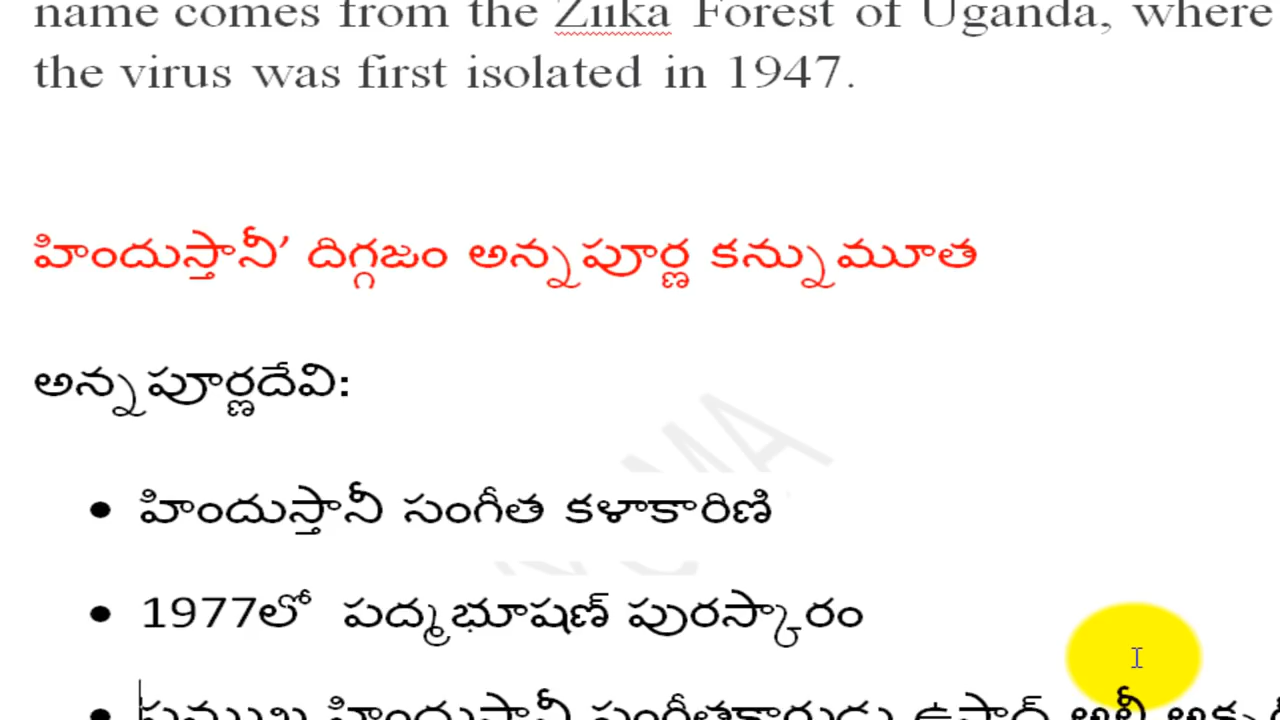 name comes from the Ziika Forest of Uganda, where
the virus was first isolated in 1947.
హిందుస్తానీ’ దిగ్గజం అన్నపూర్ణ కన్నుమూత
అన్నపూర్ణదేవి:
• హిందుస్తానీ సంగీత కళాకారిణి
• 1977లో పద్మభూషణ్ పురస్కారం
• హిందుస్తానీ